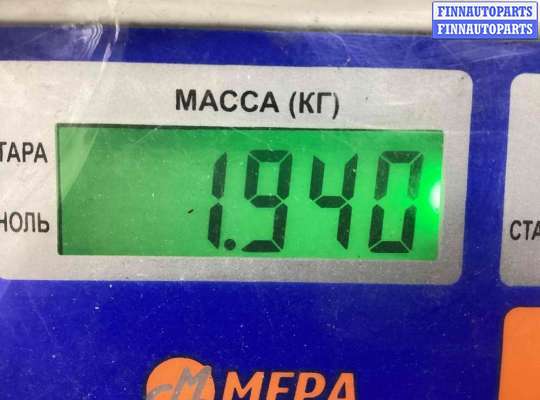 FINNAUTOPARTS
FINNAUTOPARTS
МАССА (КГ)
ТАРА
1.940
НОЛЬ
СТА
МЕРА